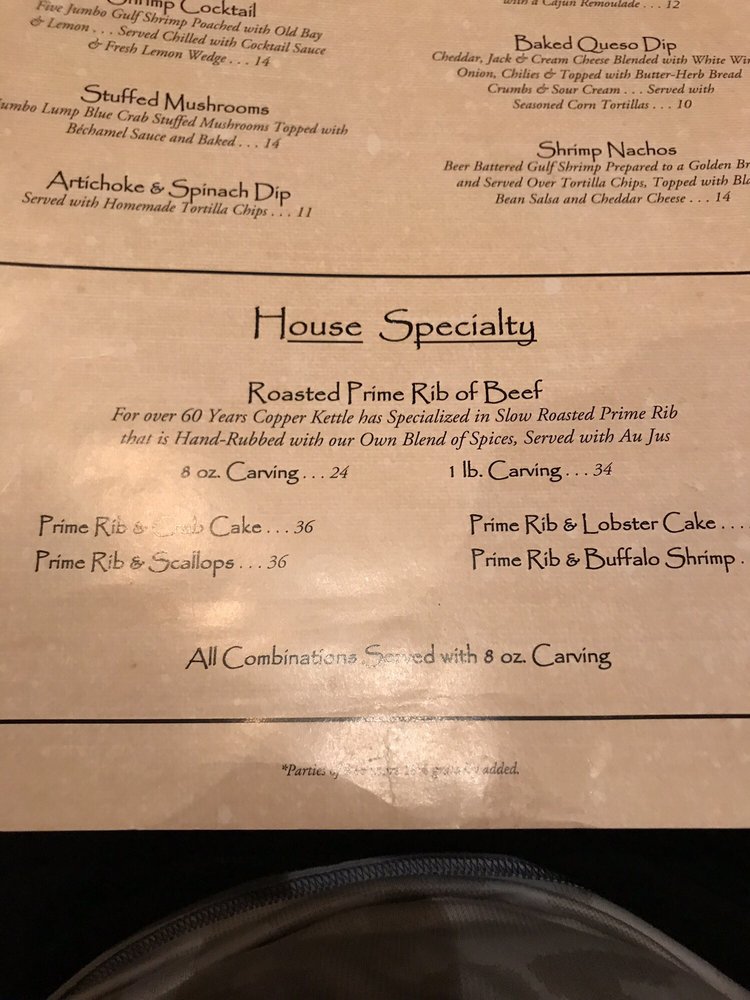 Shrimp Cocktail
Five Jumbo Gulf Shrimp Poached with Old Bay
& Lemon . . . Served Chilled with Cocktail Sauce
& Fresh Lemon Wedge . . . 14
Stuffed Mushrooms
Jumbo Lump Blue Crab Stuffed Mushrooms Topped with
Béchamel Sauce and Baked . . . 14
Artichoke & Spinach Dip
Served with Homemade Tortilla Chips . . . 11
with a Cajun Remoulade . . . 12
Baked Queso Dip
Cheddar, Jack & Cream Cheese Blended with White
Onion, Chilies & Topped with Butter-Herb Bread
Crumbs & Sour Cream . . . Served with
Seasoned Corn Tortillas . . . 10
Shrimp Nachos
Beer Battered Gulf Shrimp Prepared to a Golden
and Served Over Tortilla Chips, Topped with
Bean Salsa and Cheddar Cheese . . . 14
House Specialty
Roasted Prime Rib of Beef
For over 60 Years Copper Kettle has Specialized in Slow Roasted Prime Rib
that is Hand-Rubbed with our Own Blend of Spices, Served with Au Jus
8 oz. Carving . . . 24
1 lb. Carving . . . 34
Prime Rib & Crab Cake . . . 36
Prime Rib & Lobster Cake . . .
Prime Rib & Scallops . . . 36
Prime Rib & Buffalo Shrimp .
All Combinations Served with 8 oz. Carving
*Parties of added.